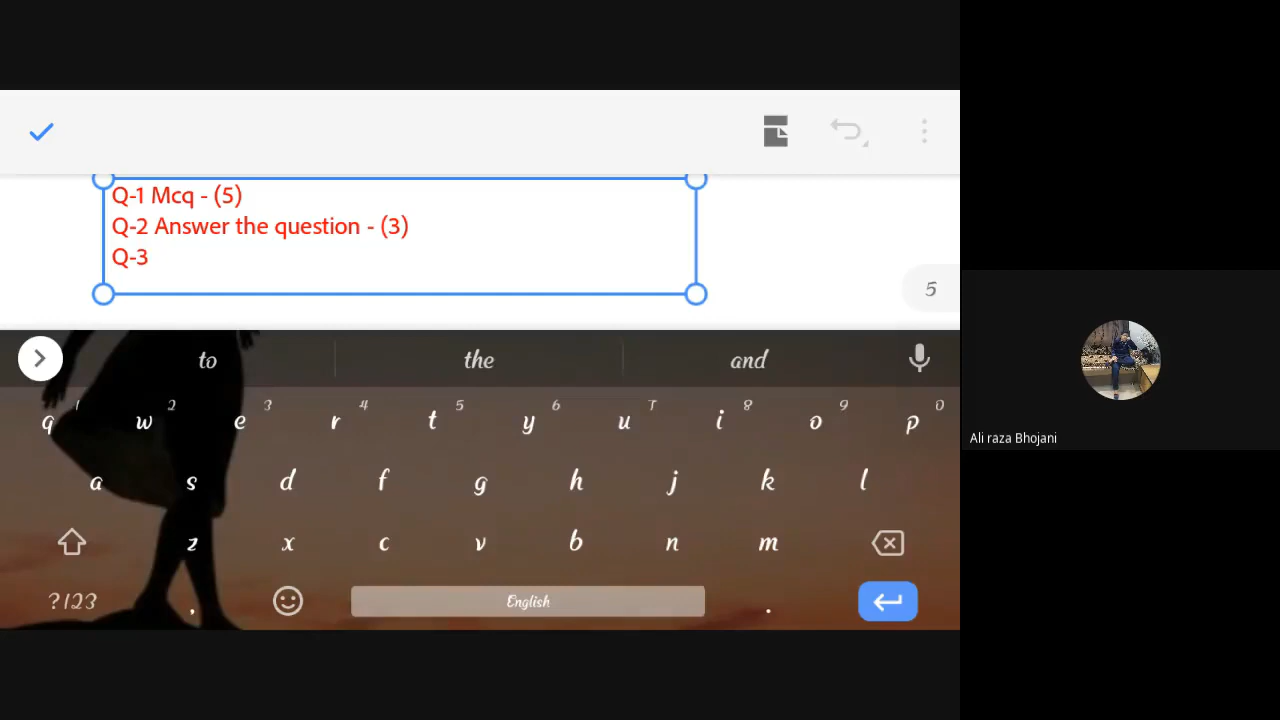 Q-1 Mcq - (5)
Q-2 Answer the question - (3)
Q-3
5
to the and
1 2 3 4 5 6 7 8 9 0
q w e r t y u i o p
a s d f g h j k l
z x c v b n m
?123 , English .
Ali raza Bhojani